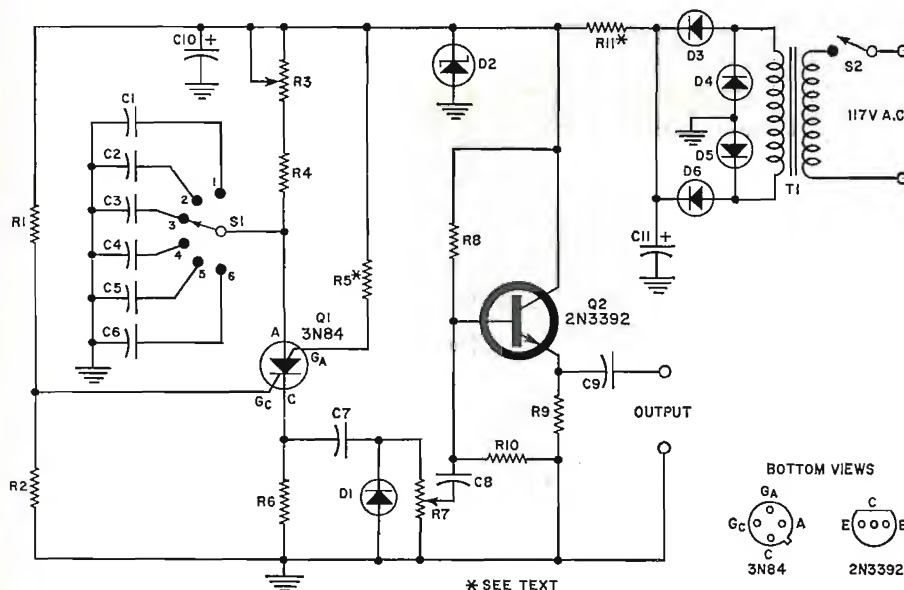 C10
+
R3
D2
R11*
D3
D4
S2
117V A.C
D5
D6
T1
C11
+
C1
C2
C3
C4
C5
C6
1
2
3
4
5
6
S1
R4
R1
R5*
R8
Q1
3N84
A
GA
GC
C
Q2
2N3392
C9
R9
OUTPUT
C7
R10
C8
R2
R6
D1
R7
BOTTOM VIEWS
GA
GC
A
C
3N84
C
E
2N3392
* SEE TEXT